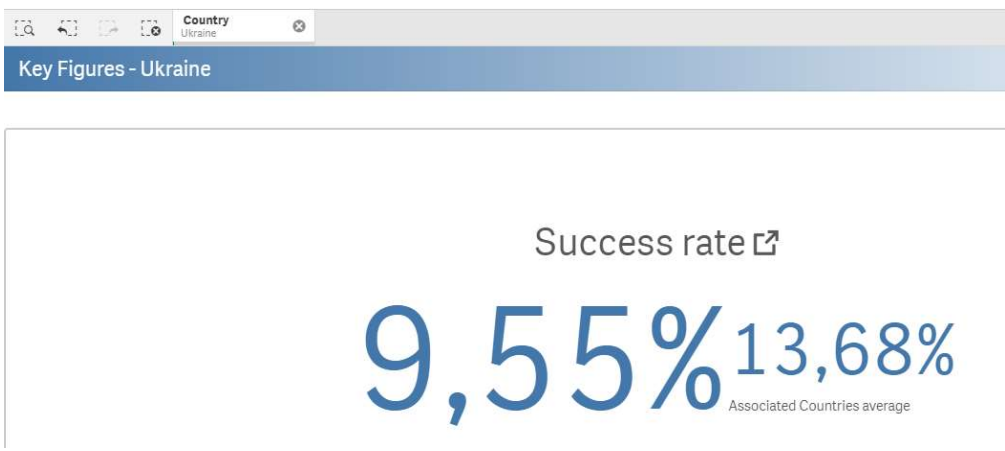 Country
Ukraine
Key Figures - Ukraine
Success rate
9,55%
13,68%
Associated Countries average